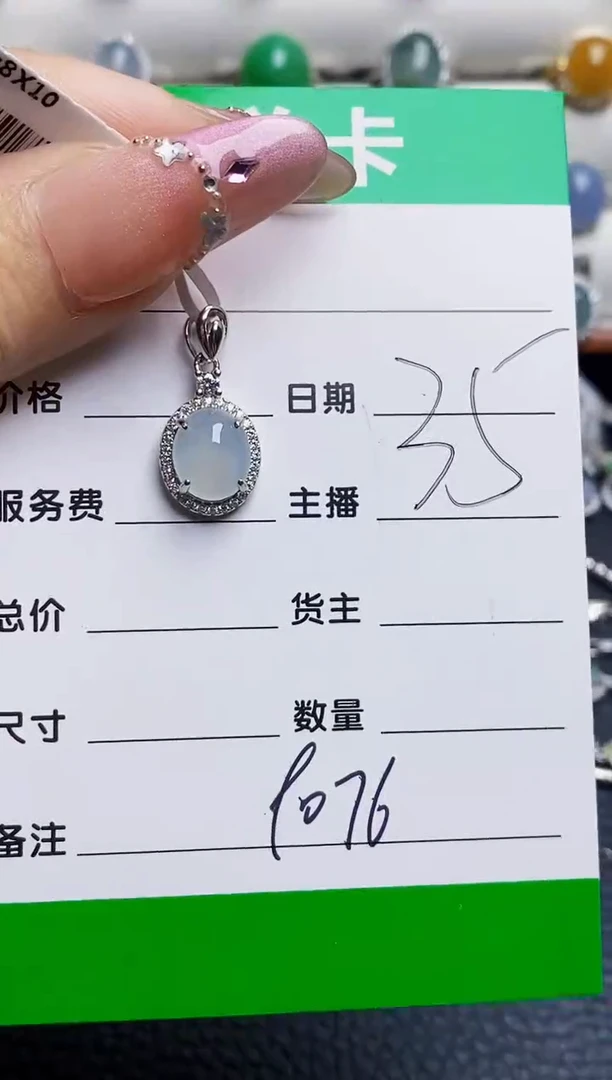 8X10
卡
价格 日期 35
服务费 主播
总价 货主
尺寸 数量
备注 1076